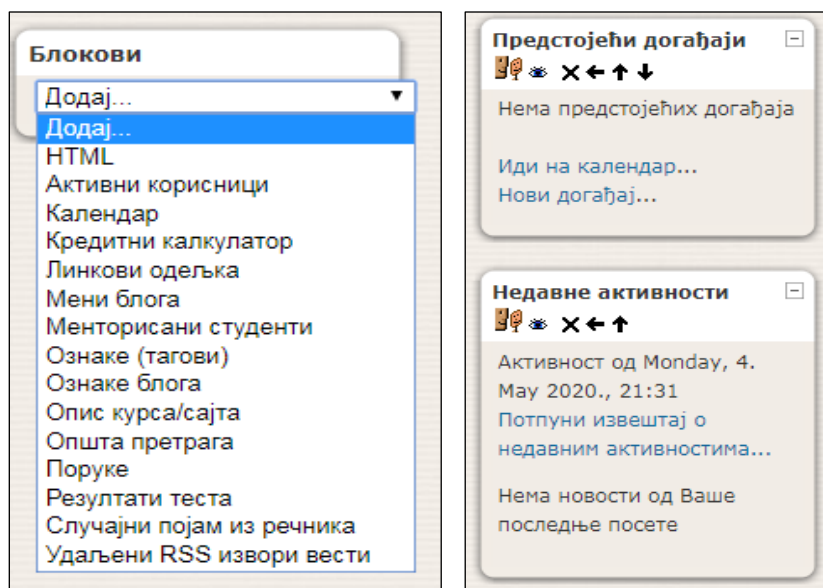 Блокови
Додај...
Додај...
HTML
Активни корисници
Календар
Кредитни калкулатор
Линкови одељка
Мени блога
Менторисани студенти
Ознаке (тагови)
Ознаке блога
Опис курса/сајта
Општа претрага
Поруке
Резултати теста
Случајни појам из речника
Удаљени RSS извори вести
Предстојећи догађаји
Нема предстојећих догађаја
Иди на календар...
Нови догађај...
Недавне активности
Активност од Monday, 4.
May 2020., 21:31
Потпуни извештај о
недавним активностима...
Нема новости од Ваше
последње посете